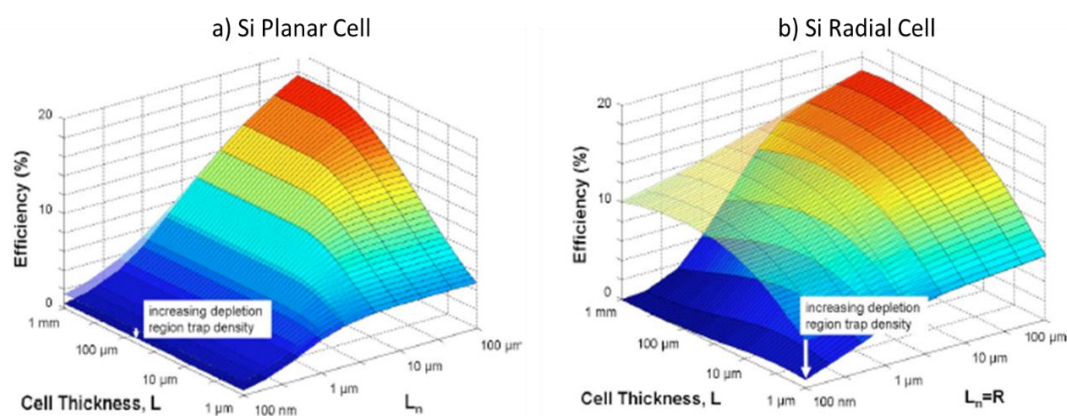 a) Si Planar Cell
20
10
0
Efficiency (%)
1 mm
100 µm
10 µm
1 µm
Cell Thickness, L
increasing depletion
region trap density
100 nm
1 µm
10 µm
100 µm
Ln
b) Si Radial Cell
20
10
0
Efficiency (%)
1 mm
100 µm
10 µm
1 µm
Cell Thickness, L
increasing depletion
region trap density
100 nm
1 µm
10 µm
100 µm
Ln=R